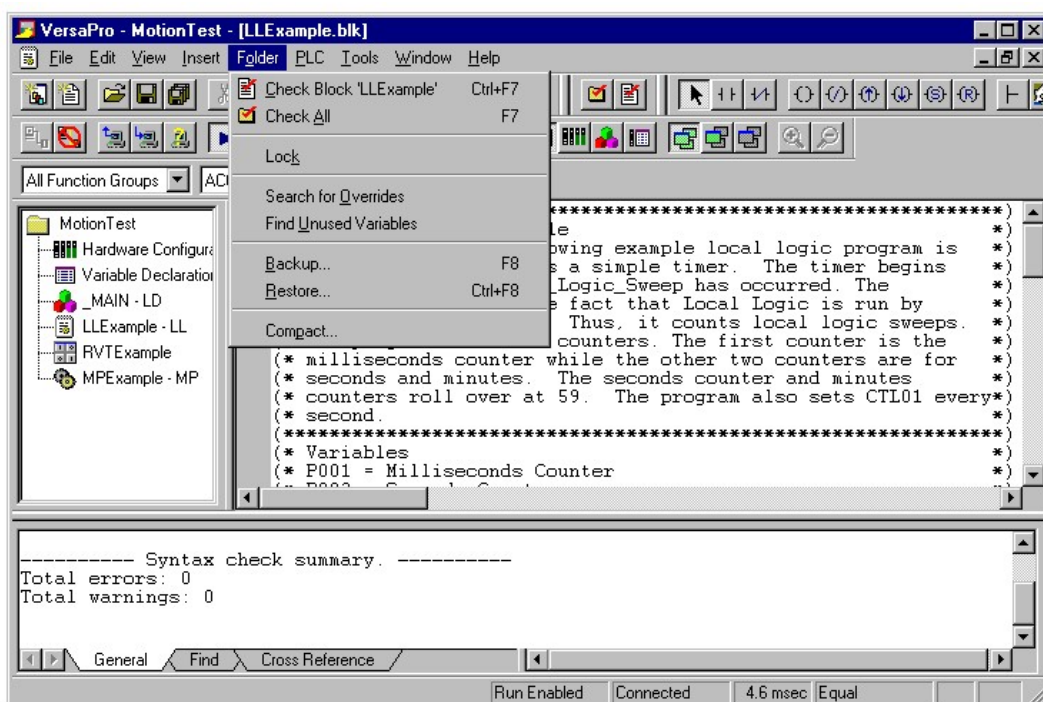 VersaPro - MotionTest - [LLExample.blk]
File Edit View Insert Folder PLC Tools Window Help
Check Block 'LLExample' Ctrl+F7
Check All F7
Lock
Search for Overrides
Find Unused Variables
Backup... F8
Restore... Ctrl+F8
Compact...
All Function Groups
MotionTest
Hardware Configura
Variable Declaration
_MAIN - LD
LLExample - LL
RVTExample
MPExample - MP
***************************************)
le *)
owing example local logic program is *)
s a simple timer. The timer begins *)
_Logic_Sweep has occurred. The *)
e fact that Local Logic is run by *)
Thus, it counts local logic sweeps. *)
counters. The first counter is the *)
(* milliseconds counter while the other two counters are for *)
(* seconds and minutes. The seconds counter and minutes *)
(* counters roll over at 59. The program also sets CTL01 every*)
(* second. *)
(***************************************************************)
(* Variables *)
(* P001 = Milliseconds Counter *)
---------- Syntax check summary. ----------
Total errors: 0
Total warnings: 0
General Find Cross Reference
Run Enabled Connected 4.6 msec Equal